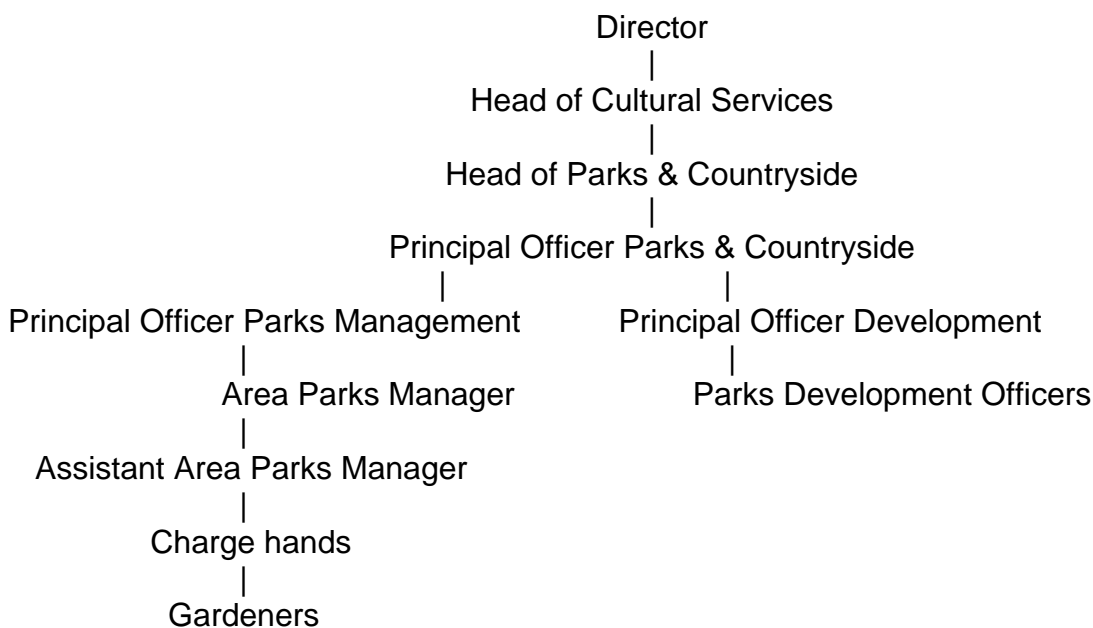 Director
Head of Cultural Services
Head of Parks & Countryside
Principal Officer Parks & Countryside
Principal Officer Parks Management Principal Officer Development
Area Parks Manager Parks Development Officers
Assistant Area Parks Manager
Charge hands
Gardeners